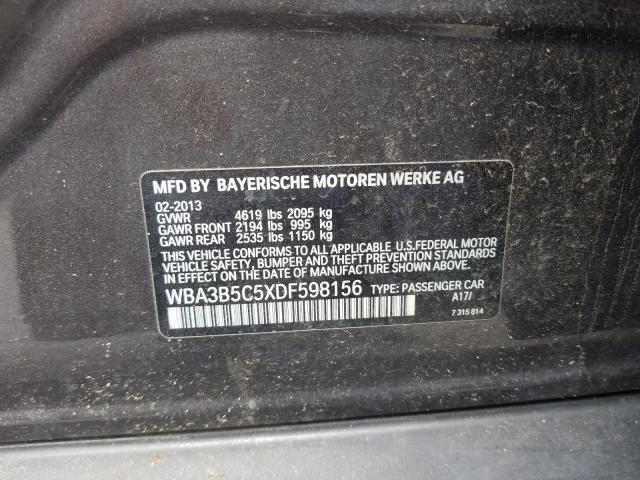 MFD BY BAYERISCHE MOTOREN WERKE AG
02-2013
GVWR 4619 lbs 2095 kg
GAWR FRONT 2194 lbs 995 kg
GAWR REAR 2535 lbs 1150 kg
THIS VEHICLE CONFORMS TO ALL APPLICABLE U.S.FEDERAL MOTOR
VEHICLE SAFETY, BUMPER AND THEFT PREVENTION STANDARDS
IN EFFECT ON THE DATE OF MANUFACTURE SHOWN ABOVE.
WBA3B5C5XDF598156 TYPE: PASSENGER CAR
A17/
7 315 814